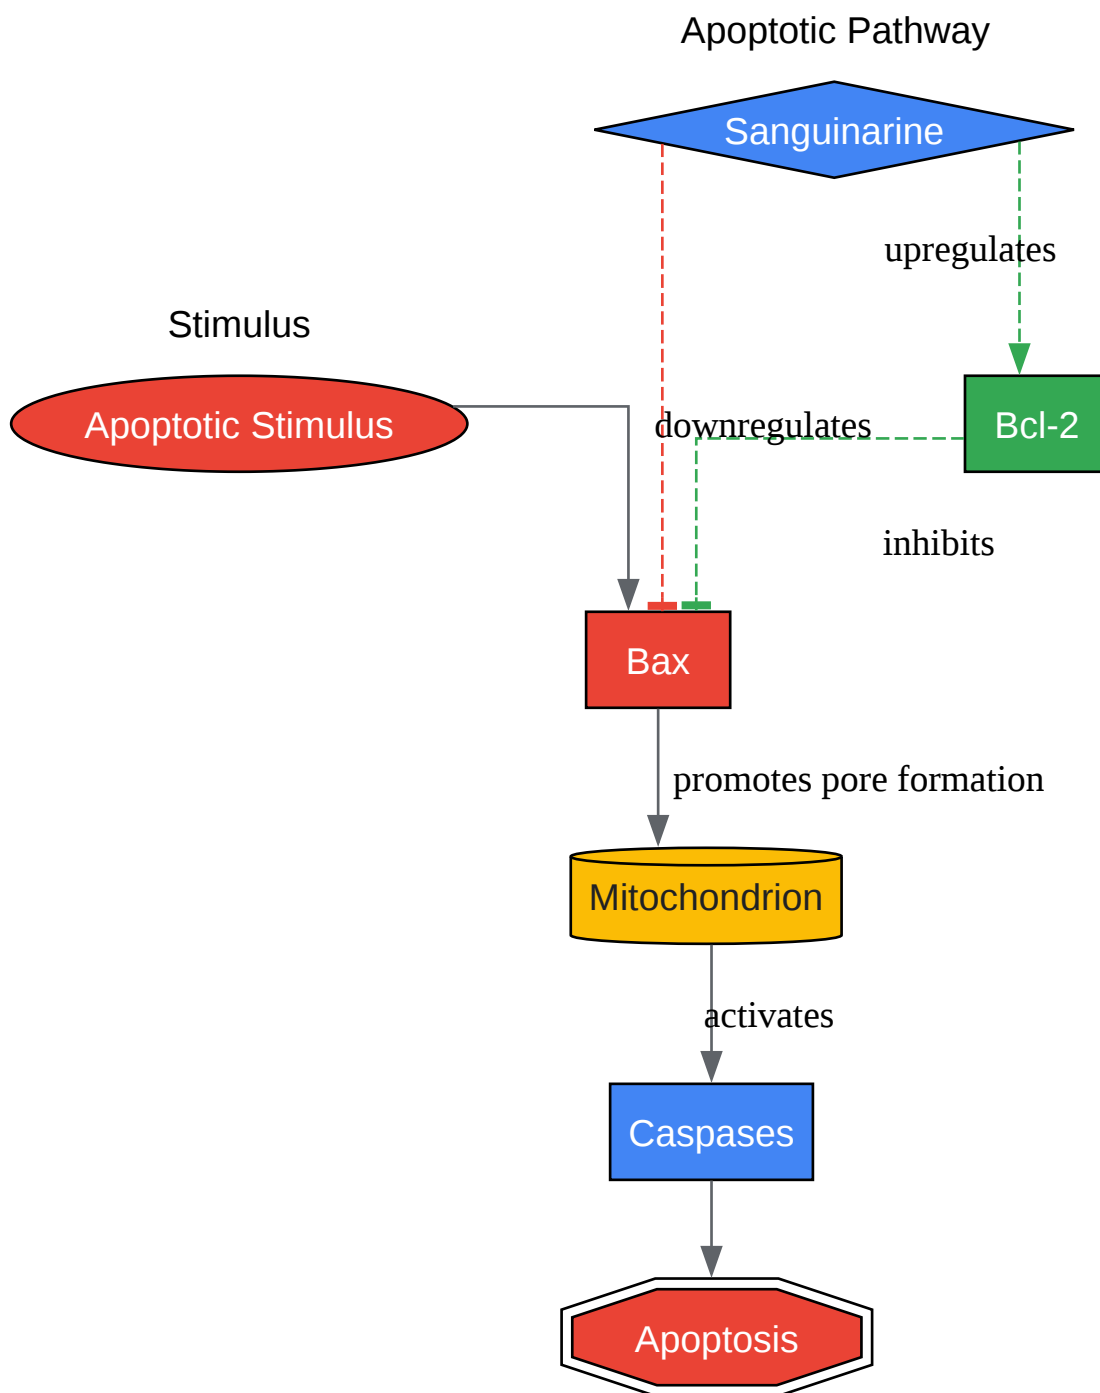 Apoptotic Pathway
Sanguinarine
upregulates
Stimulus
Apoptotic Stimulus
downregulates
Bcl-2
inhibits
Bax
promotes pore formation
Mitochondrion
activates
Caspases
Apoptosis